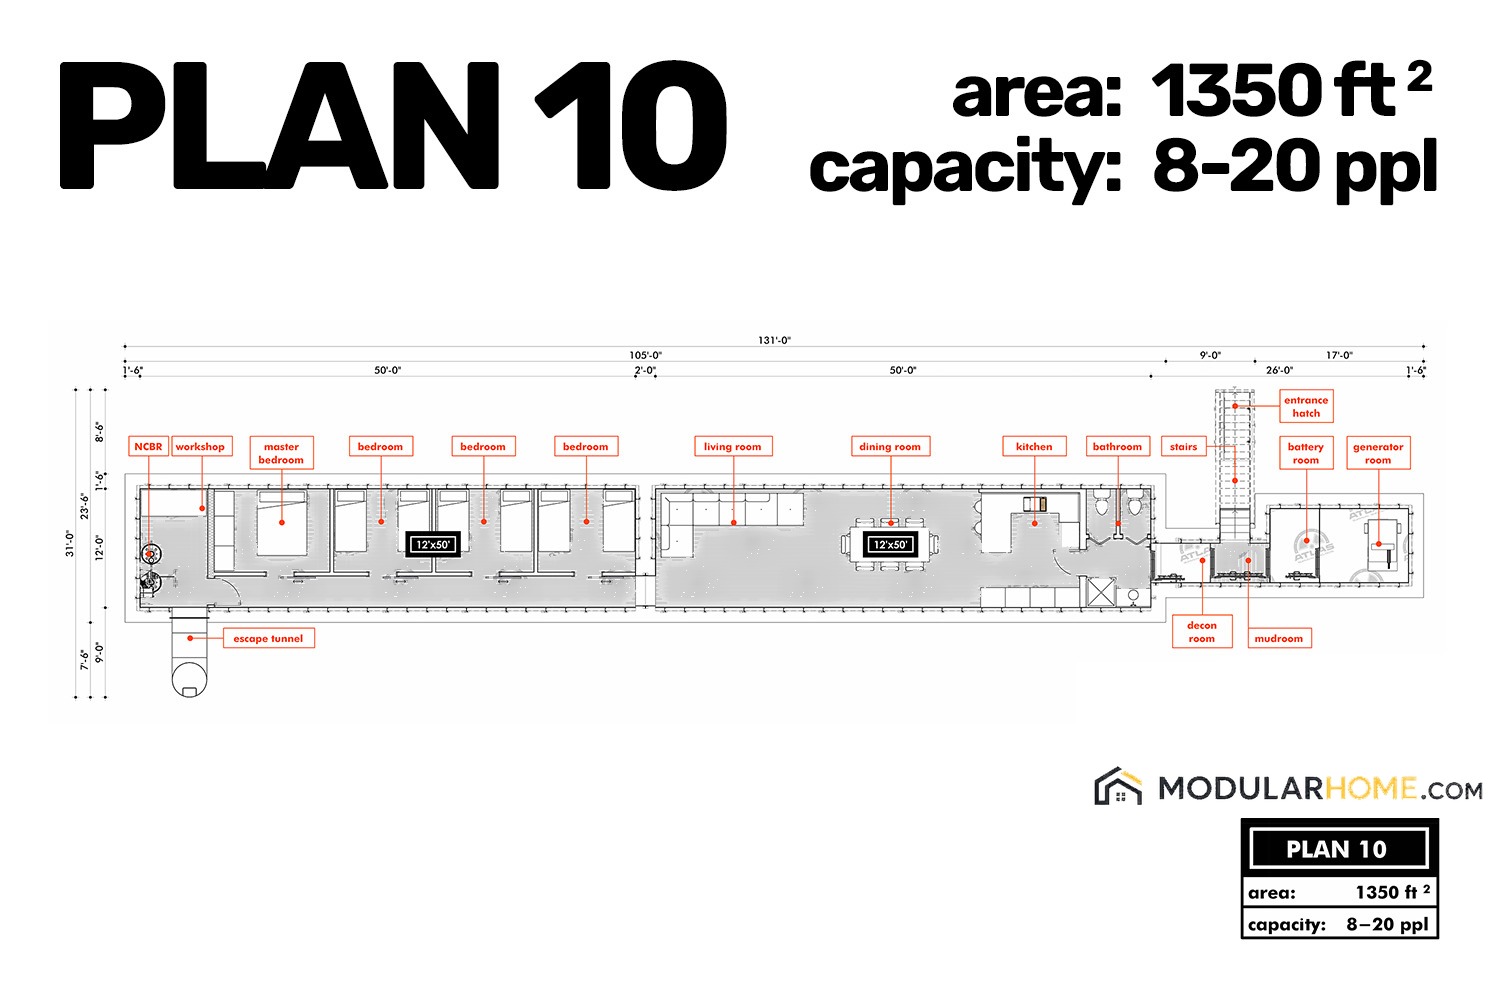 PLAN 10
area: 1350 ft 2
capacity: 8-20 ppl
131'-0"
105'-0" 9'-0" 17'-0"
1'-6" 50'-0" 2'-0" 50'-0" 26'-0" 1'-6"
31'-0"
23'-6"
7'-6"
8'-6"
1'-6"
12'-0"
9'-0"
entrance
hatch
NCBR
workshop
master
bedroom
bedroom
bedroom
bedroom
living room
dining room
kitchen
bathroom
stairs
battery
room
generator
room
12'x50'
12'x50'
ATLAS
ATLAS
ATLAS
escape tunnel
decon
room
mudroom
MODULARHOME.COM
PLAN 10
area: 1350 ft 2
capacity: 8–20 ppl